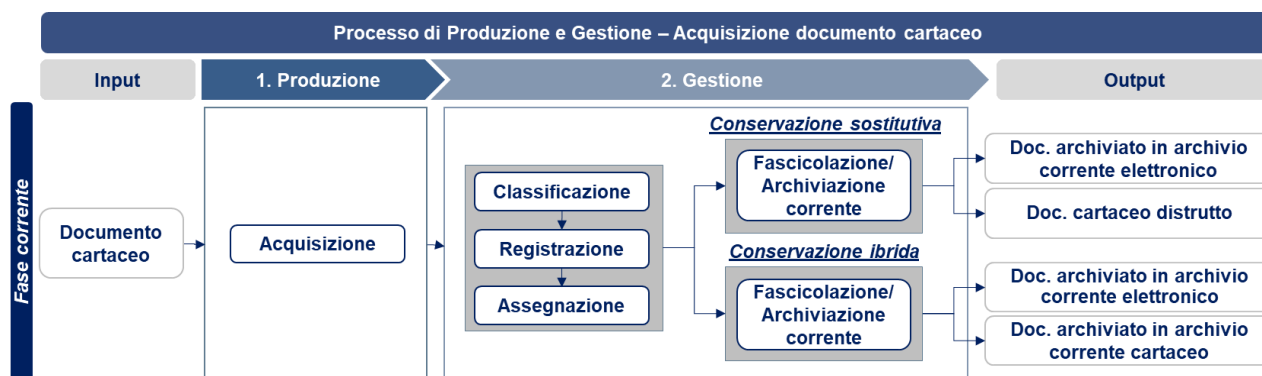 Processo di Produzione e Gestione – Acquisizione documento cartaceo
Input
1. Produzione
2. Gestione
Output
Fase corrente
Documento
cartaceo
Acquisizione
Classificazione
Registrazione
Assegnazione
Conservazione sostitutiva
Fascicolazione/
Archiviazione
corrente
Conservazione ibrida
Fascicolazione/
Archiviazione
corrente
Doc. archiviato in archivio
corrente elettronico
Doc. cartaceo distrutto
Doc. archiviato in archivio
corrente elettronico
Doc. archiviato in archivio
corrente cartaceo